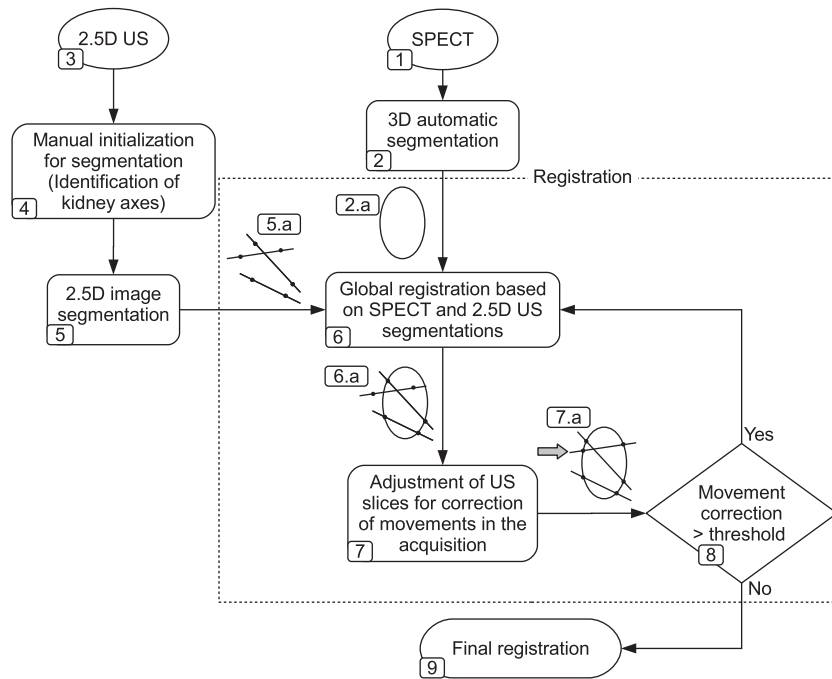 2.5D US
3
SPECT
1
Manual initialization
for segmentation
(Identification of
kidney axes)
4
3D automatic
segmentation
2
Registration
2.a
5.a
2.5D image
segmentation
5
Global registration based
on SPECT and 2.5D US
segmentations
6
6.a
7.a
Adjustment of US
slices for correction
of movements in the
acquisition
7
Yes
Movement
correction
> threshold
8
No
Final registration
9